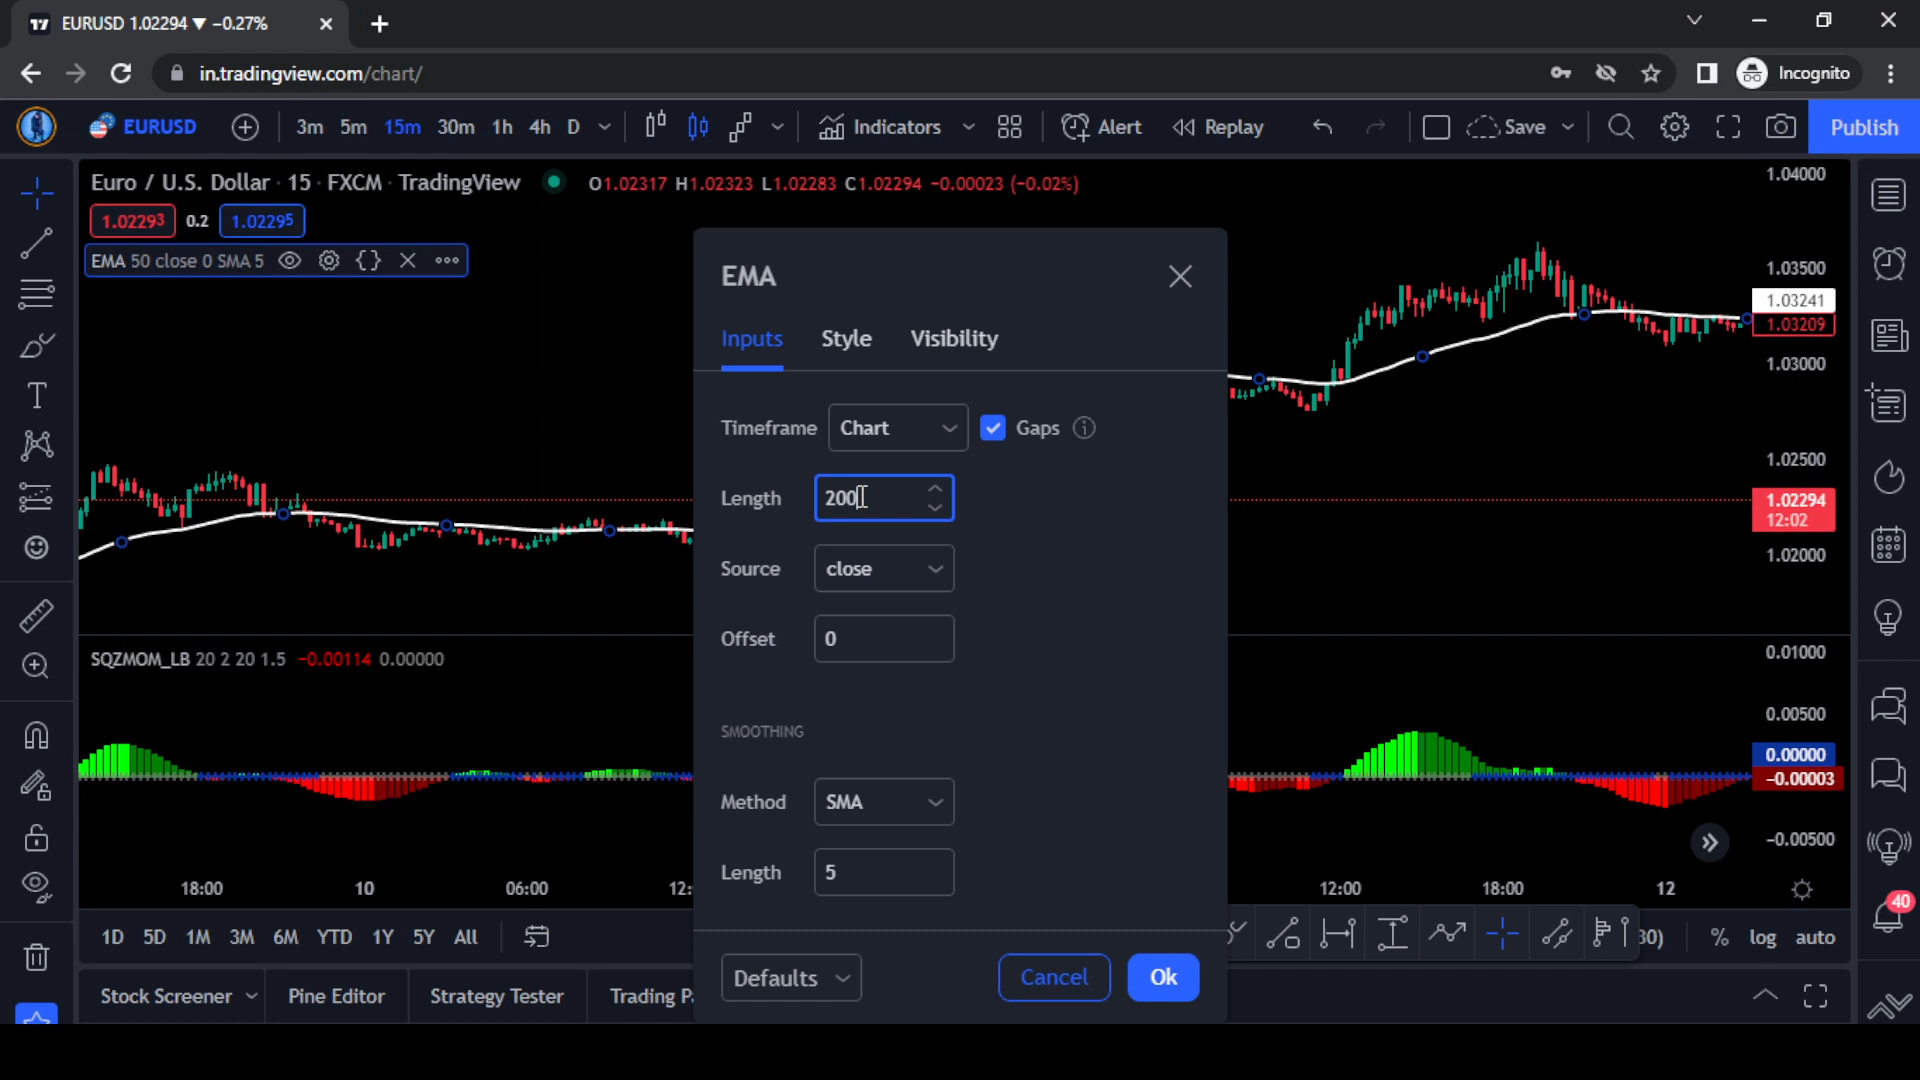 EURUSD 1.02294 ▼ −0.27%
in.tradingview.com/chart/
Incognito
EURUSD 3m 5m 15m 30m 1h 4h D Indicators Alert Replay Save Publish
Euro / U.S. Dollar · 15 · FXCM · TradingView O1.02317 H1.02323 L1.02283 C1.02294 −0.00023 (−0.02%)
1.02293 0.2 1.02295
EMA 50 close 0 SMA 5
EMA
Inputs Style Visibility
Timeframe Chart Gaps
Length 200
Source close
Offset 0
SMOOTHING
Method SMA
Length 5
Defaults Cancel Ok
1.04000
1.03500
1.03241
1.03209
1.03000
1.02500
1.02294
12:02
1.02000
SQZMOM_LB 20 2 20 1.5 −0.00114 0.00000
0.01000
0.00500
0.00000
−0.00003
−0.00500
18:00 10 06:00 12: 12:00 18:00 12
40
1D 5D 1M 3M 6M YTD 1Y 5Y All
30) % log auto
Stock Screener Pine Editor Strategy Tester Trading Pa